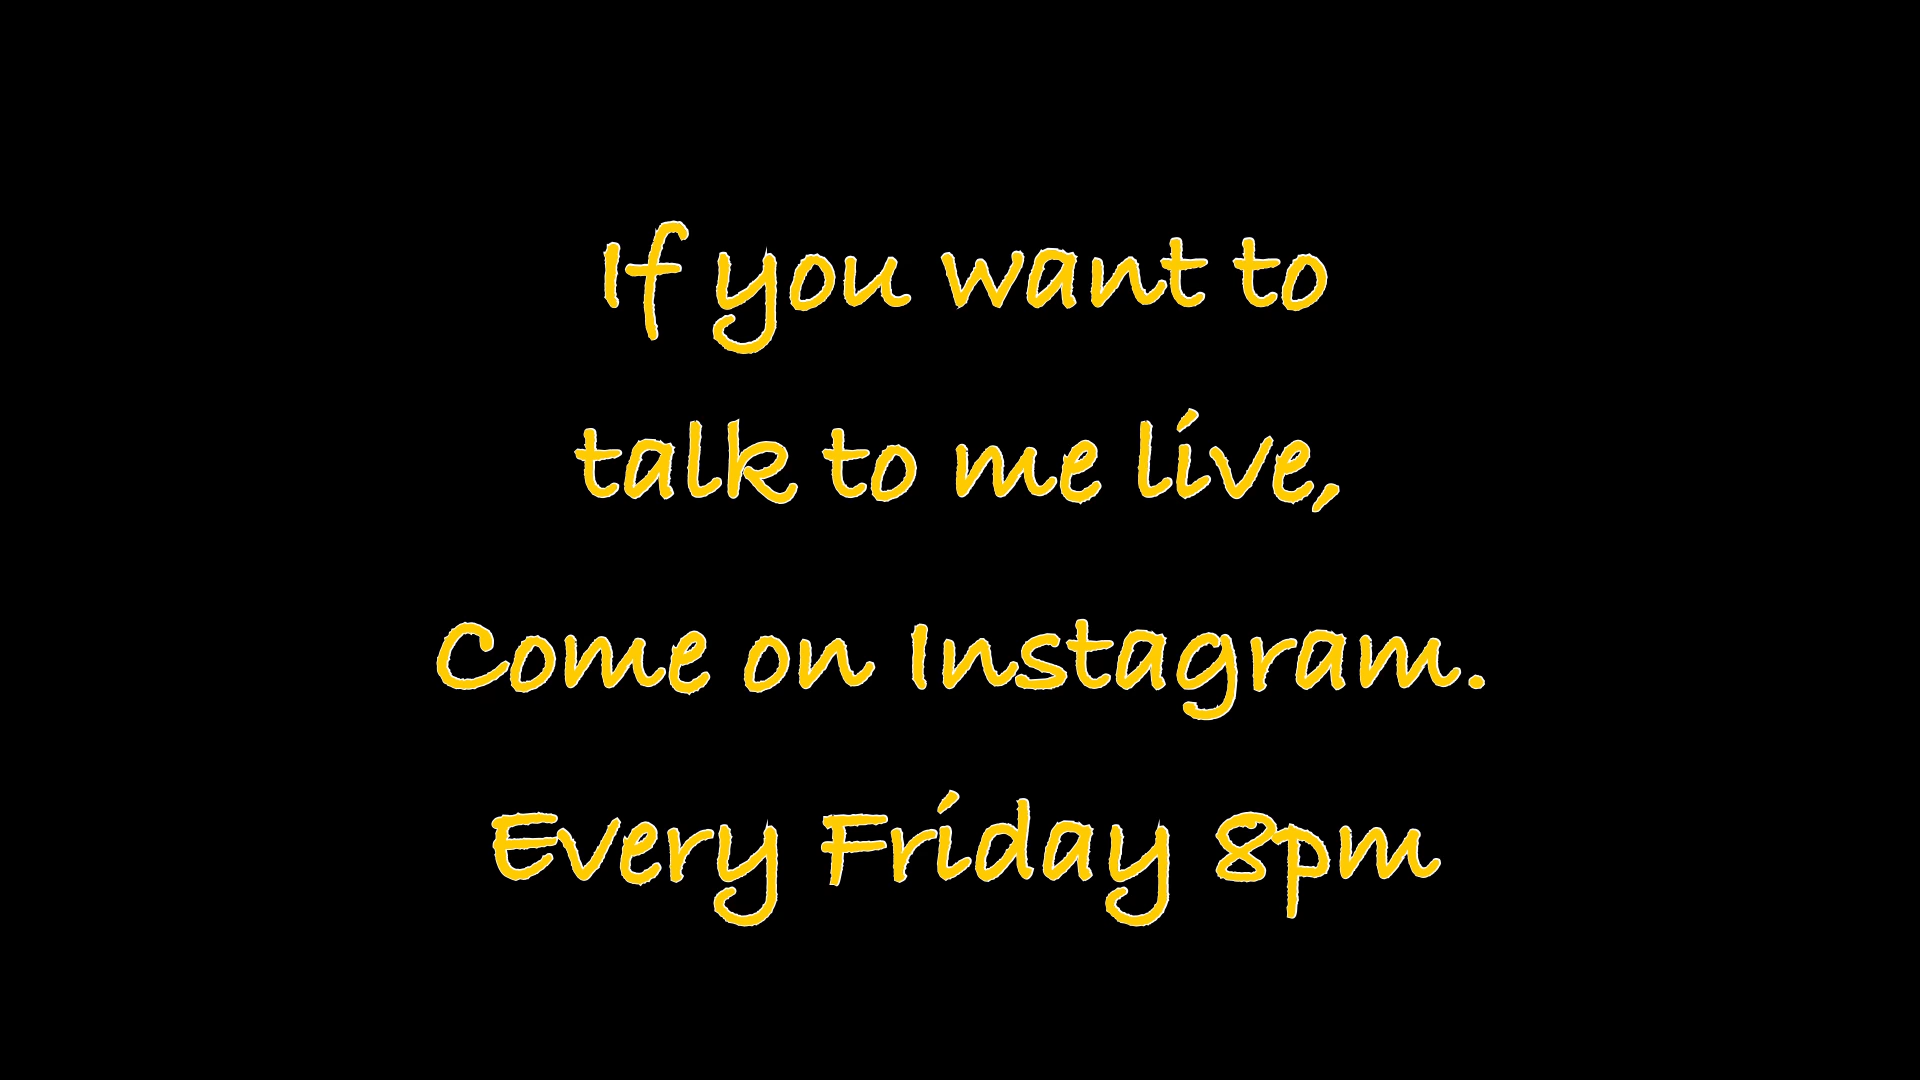 If you want to
talk to me live,
Come on Instagram.
Every Friday 8pm